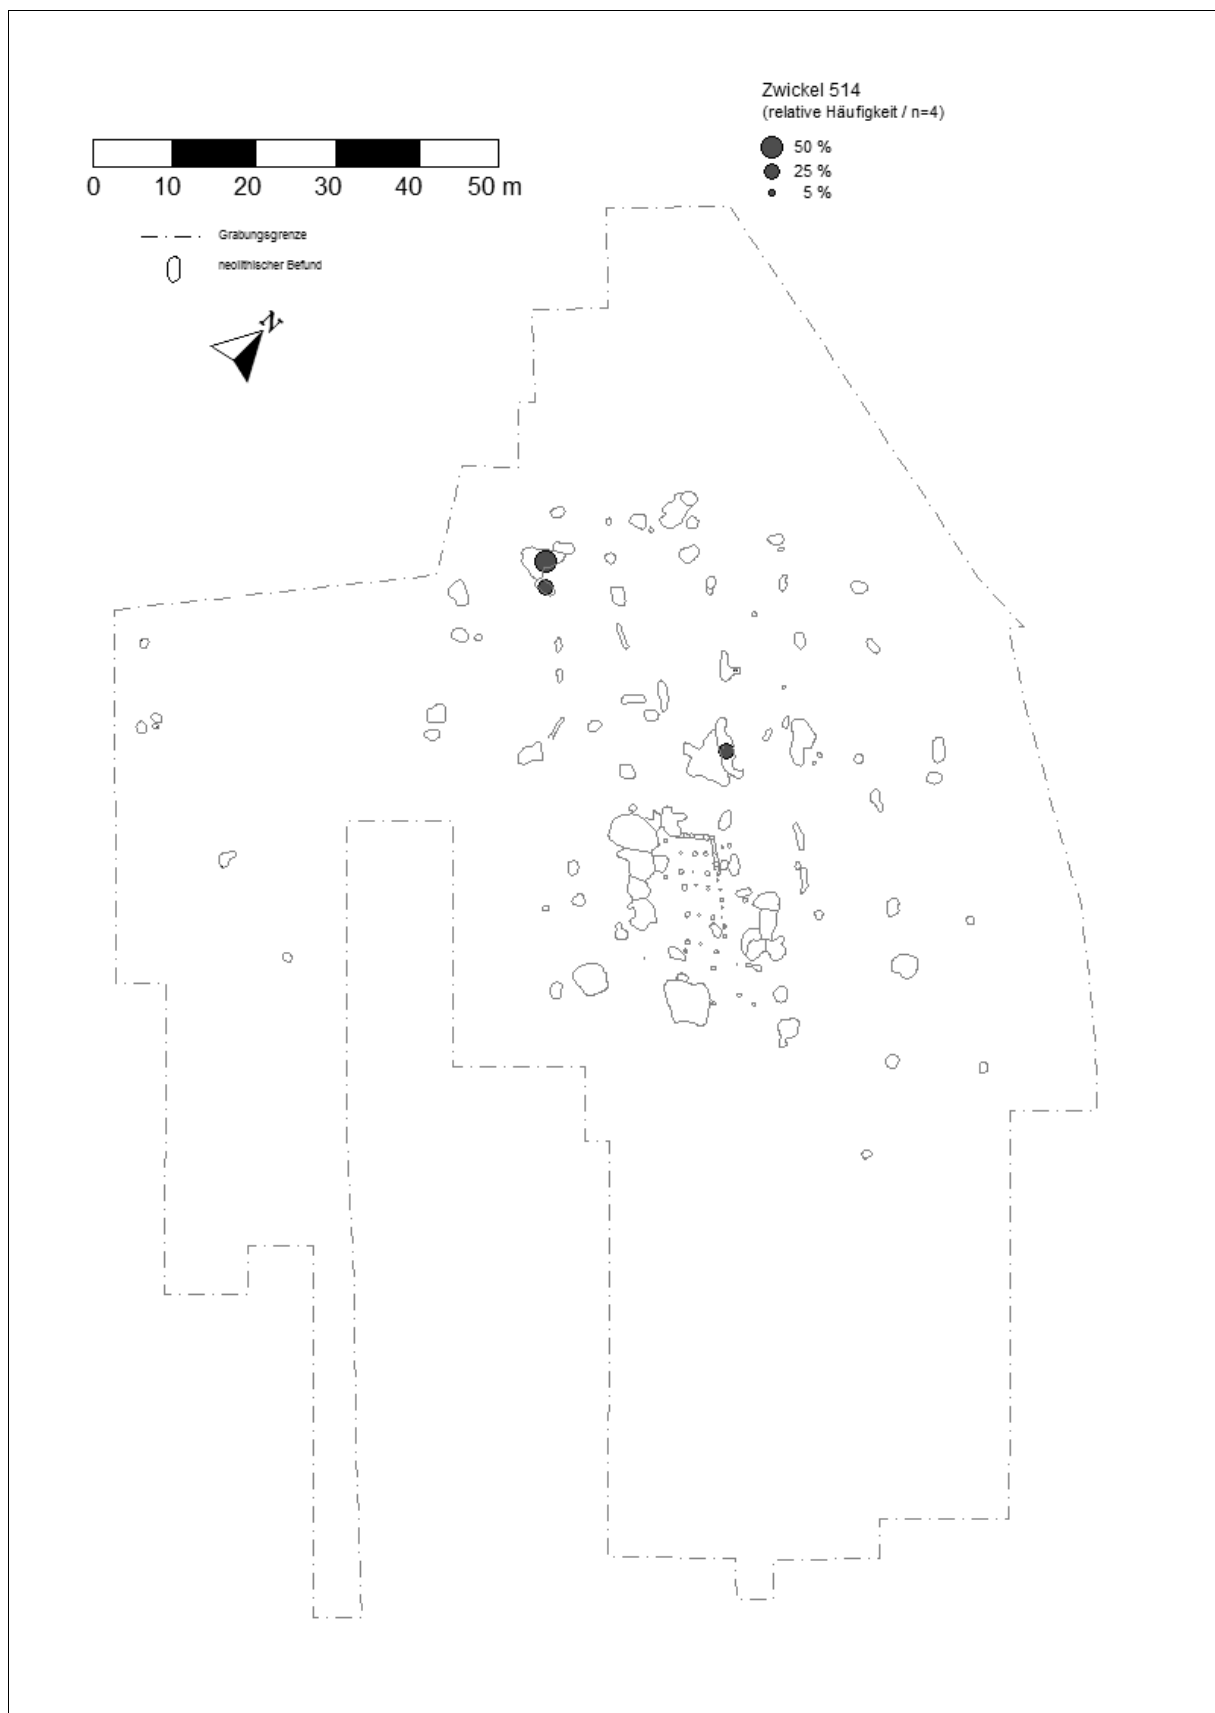 Zwickel 514
(relative Häufigkeit / n=4)
50 %
25 %
5 %
0 10 20 30 40 50 m
Grabungsgrenze
neolithischer Befund
N